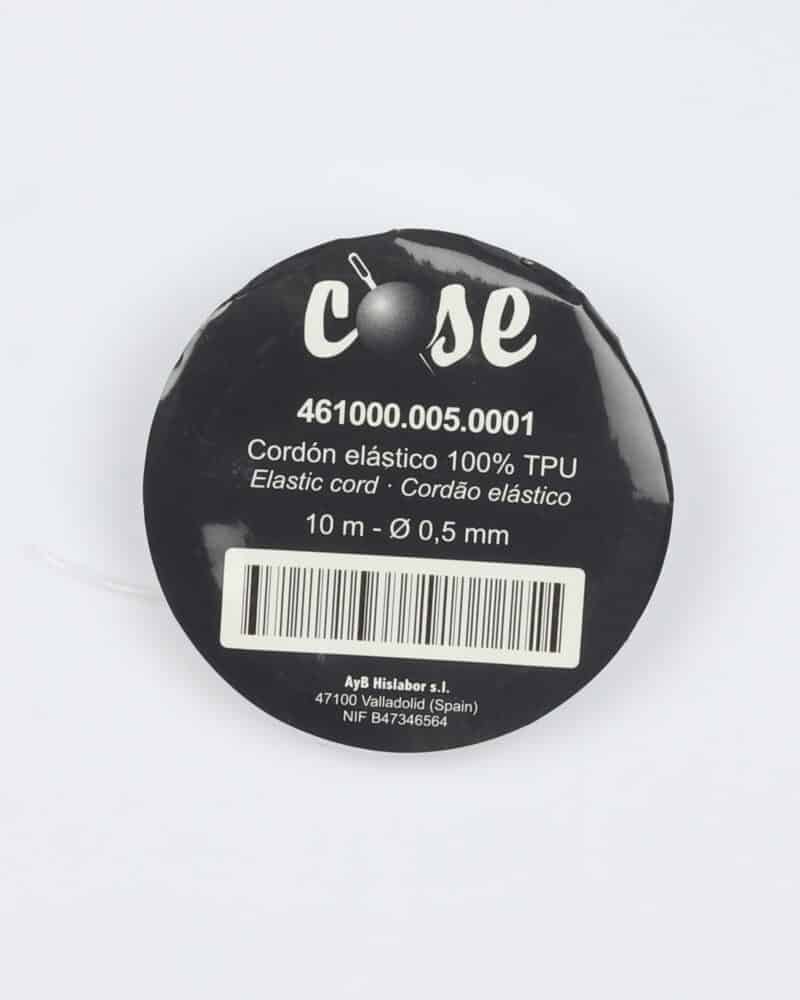 cose
461000.005.0001
Cordón elástico 100% TPU
Elastic cord · Cordão elástico
10 m - Ø 0,5 mm
AyB Hislabor s.l.
47100 Valladolid (Spain)
NIF B47346564